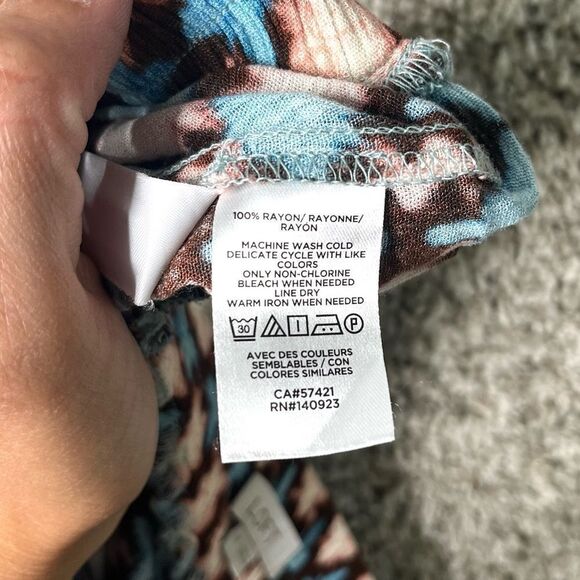 100% RAYON/ RAYONNE/
RAYÓN
MACHINE WASH COLD
DELICATE CYCLE WITH LIKE
COLORS
ONLY NON-CHLORINE
BLEACH WHEN NEEDED
LINE DRY
WARM IRON WHEN NEEDED
30 P
AVEC DES COULEURS
SEMBLABLES / CON
COLORES SIMILARES
CA#57421
RN#140923